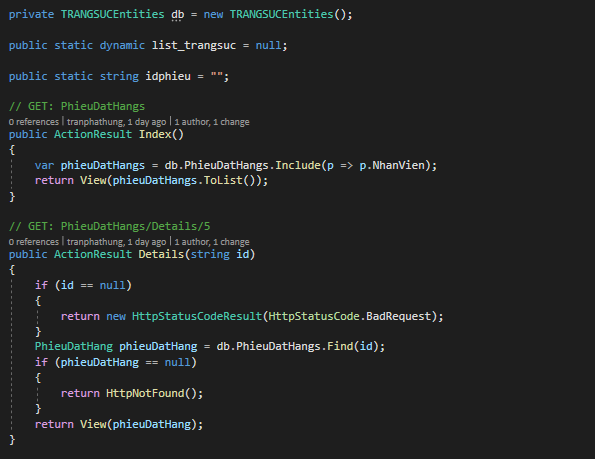 private TRANGSUCEntities db = new TRANGSUCEntities();
public static dynamic list_trangsuc = null;
public static string idphieu = "";
// GET: PhieuDatHangs
0 references | tranphathung, 1 day ago | 1 author, 1 change
public ActionResult Index()
{
var phieuDatHangs = db.PhieuDatHangs.Include(p => p.NhanVien);
return View(phieuDatHangs.ToList());
}
// GET: PhieuDatHangs/Details/5
0 references | tranphathung, 1 day ago | 1 author, 1 change
public ActionResult Details(string id)
{
if (id == null)
{
return new HttpStatusCodeResult(HttpStatusCode.BadRequest);
}
PhieuDatHang phieuDatHang = db.PhieuDatHangs.Find(id);
if (phieuDatHang == null)
{
return HttpNotFound();
}
return View(phieuDatHang);
}